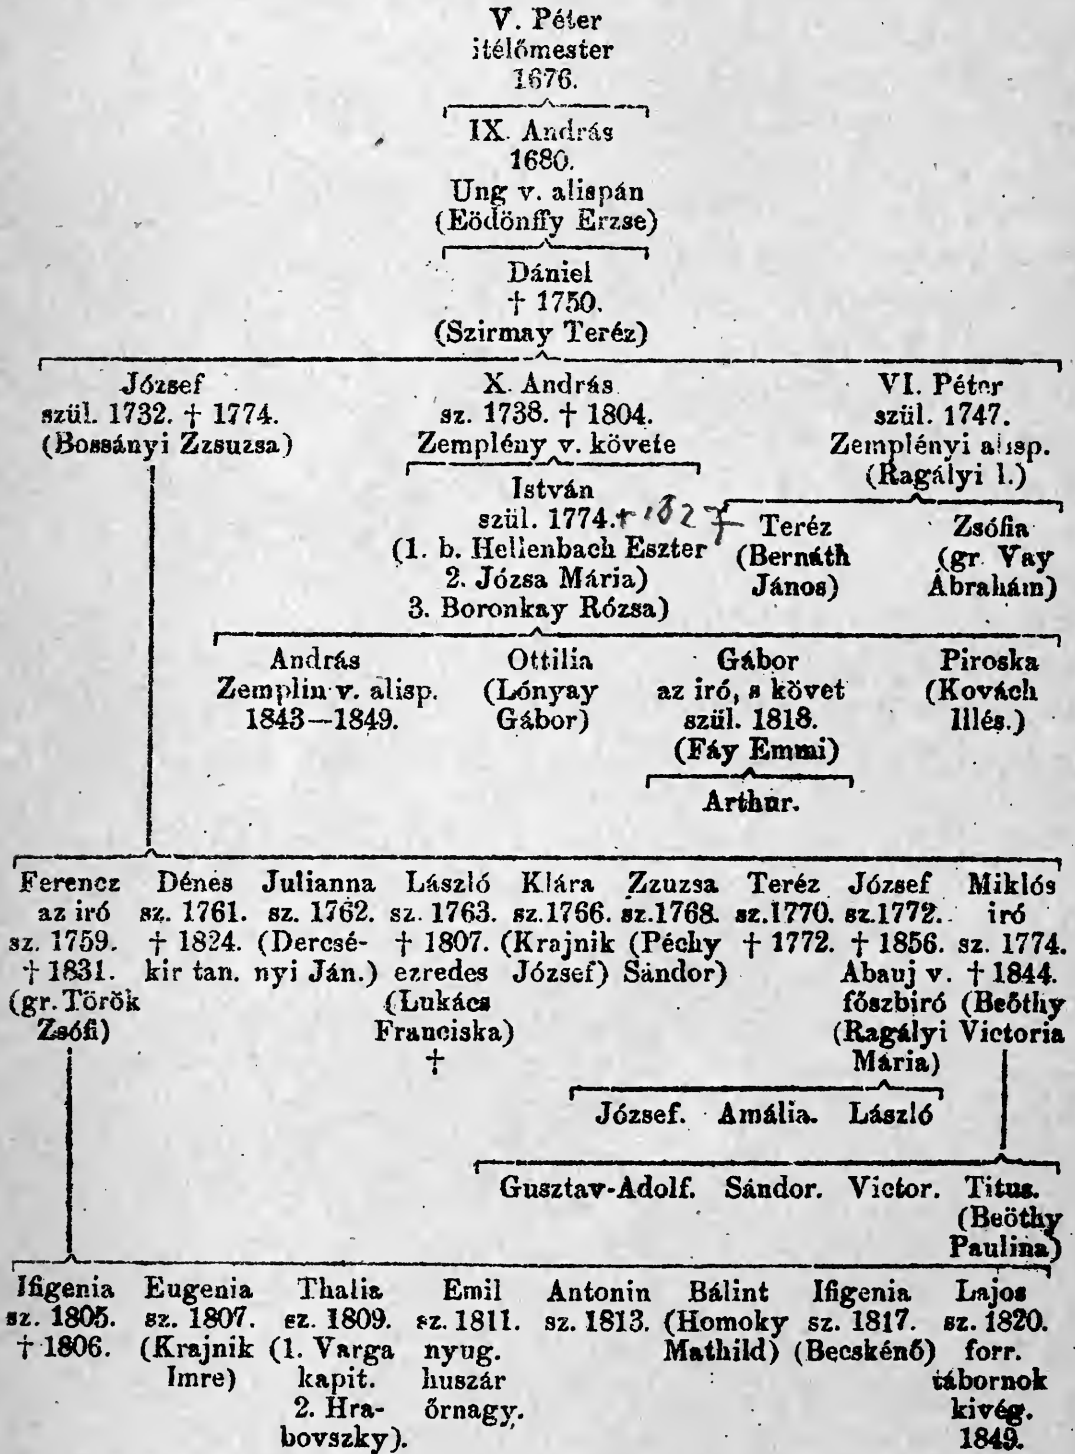 V. Péter
itélőmester
1676.
IX. András
1680.
Ung v. alispán
(Eödönffy Erzse)
Dániel
† 1750.
(Szirmay Teréz)
József X. András VI. Péter
szül. 1732. † 1774. sz. 1738. † 1804. szül. 1747.
(Bossányi Zzsuzsa) Zemplény v. követe Zemplényi alisp.
(Ragályi I.)
István
szül. 1774. † 1827 Teréz Zsófia
(1. b. Hellenbach Eszter (Bernáth (gr. Vay
2. Józsa Mária) János) Ábrahám)
3. Boronkay Rózsa)
András Ottilia Gábor Piroska
Zemplin v. alisp. (Lónyay az iró, s követ (Kovách
1843—1849. Gábor) szül. 1818. Illés.)
(Fáy Emmi)
Arthur.
Ferencz Dénes Julianna László Klára Zzuzsa Teréz József Miklós
az iró sz. 1761. sz. 1762. sz. 1763. sz.1766. sz.1768. sz.1770. sz.1772. iró
sz. 1759. † 1824. (Dercsé- † 1807. (Krajnik (Péchy † 1772. † 1856. sz. 1774.
† 1831. kir tan. nyi Ján.) ezredes József) Sándor) Abauj v. † 1844.
(gr. Török (Lukács főszbiró (Beőthy
Zsófi) Franciska) (Ragályi Victoria
† Mária)
József. Amália. László
Gusztav-Adolf. Sándor. Victor. Titus.
(Beöthy
Paulina)
Ifigenia Eugenia Thalia Emil Antonin Bálint Ifigenia Lajos
sz. 1805. sz. 1807. sz. 1809. sz. 1811. sz. 1813. (Homoky sz. 1817. sz. 1820.
† 1806. (Krajnik (1. Varga nyug. Mathild) (Becskénő) forr.
Imre) kapit. huszár tábornok
2. Hra- őrnagy. kivég.
bovszky). 1849.